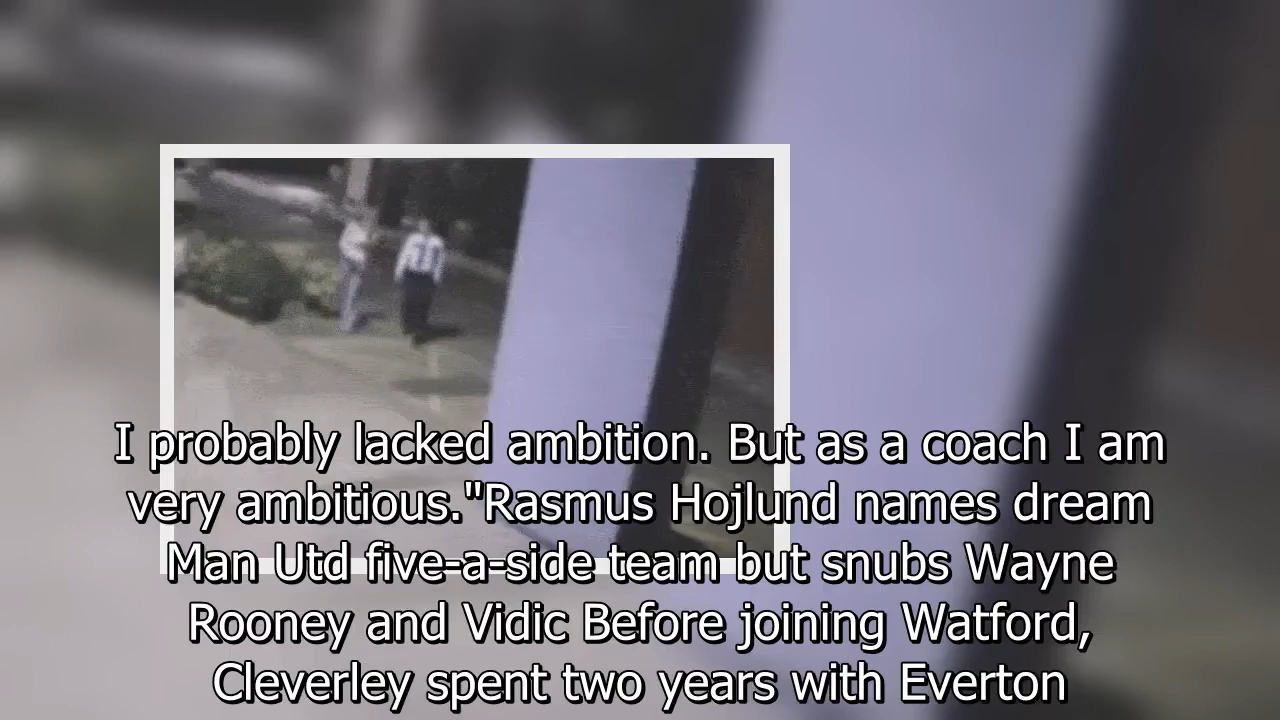 I probably lacked ambition. But as a coach I am
very ambitious."Rasmus Hojlund names dream
Man Utd five-a-side team but snubs Wayne
Rooney and Vidic Before joining Watford,
Cleverley spent two years with Everton